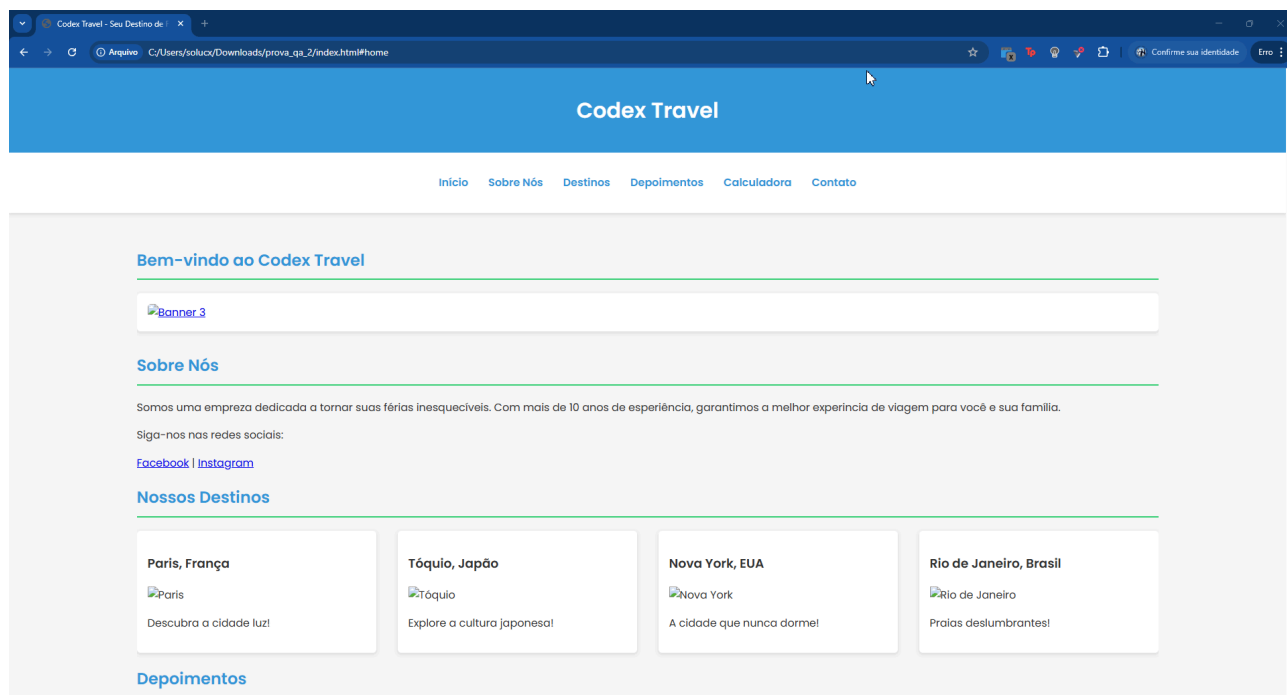 Codex Travel - Seu Destino de
Arquivo C:/Users/solucx/Downloads/prova_qa_2/index.html#home
Confirme sua identidade
Erro
Codex Travel
Início Sobre Nós Destinos Depoimentos Calculadora Contato
Bem-vindo ao Codex Travel
Banner 3
Sobre Nós
Somos uma empreza dedicada a tornar suas férias inesquecíveis. Com mais de 10 anos de esperiência, garantimos a melhor experincia de viagem para você e sua família.
Siga-nos nas redes sociais:
Facebook | Instagram
Nossos Destinos
Paris, França
Paris
Descubra a cidade luz!
Tóquio, Japão
Tóquio
Explore a cultura japonesa!
Nova York, EUA
Nova York
A cidade que nunca dorme!
Rio de Janeiro, Brasil
Rio de Janeiro
Praias deslumbrantes!
Depoimentos